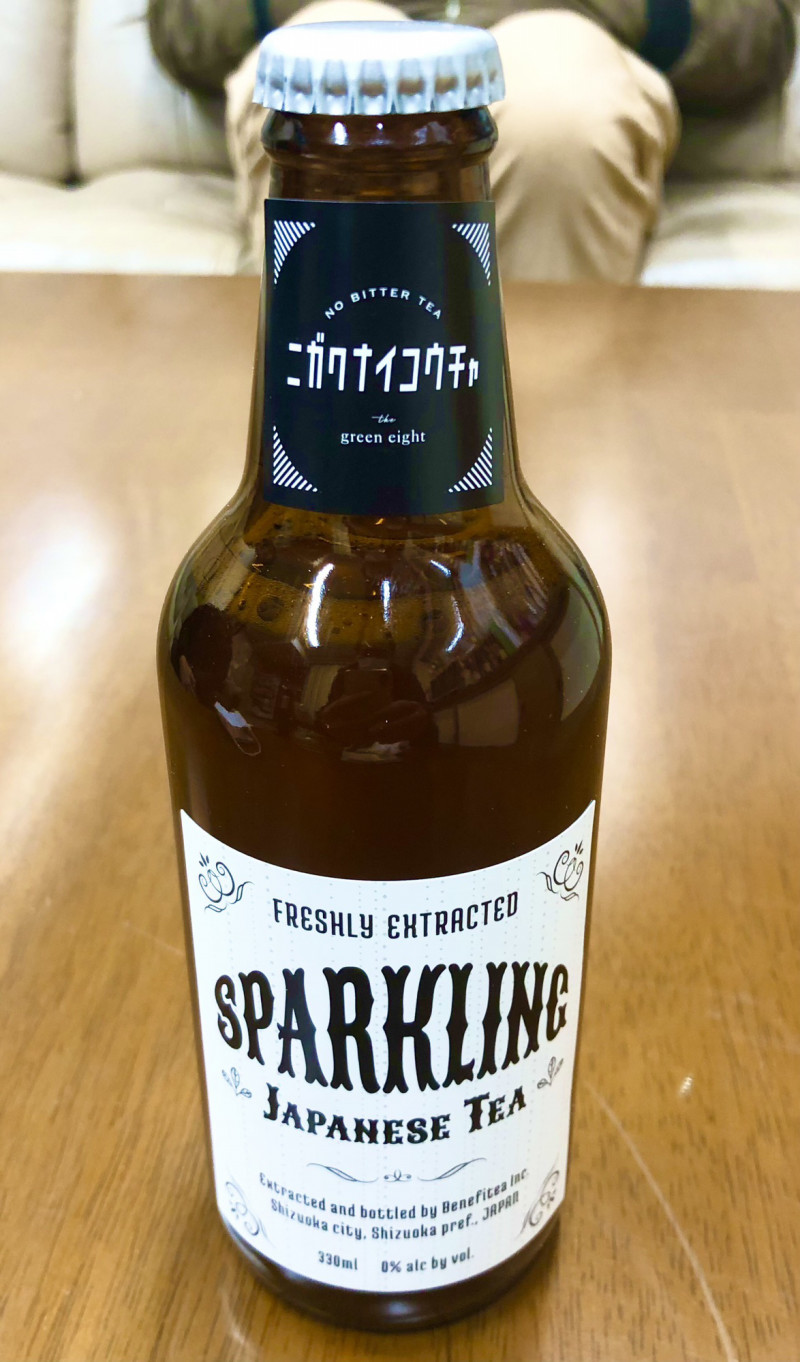 NO BITTER TEA
ニガクナイコウチャ
the
green eight
FRESHLY EXTRACTED
SPARKLING
JAPANESE TEA
Extracted and bottled by Benefitea Inc.
Shizuoka city, Shizuoka pref., JAPAN
330ml 0% alc by vol.